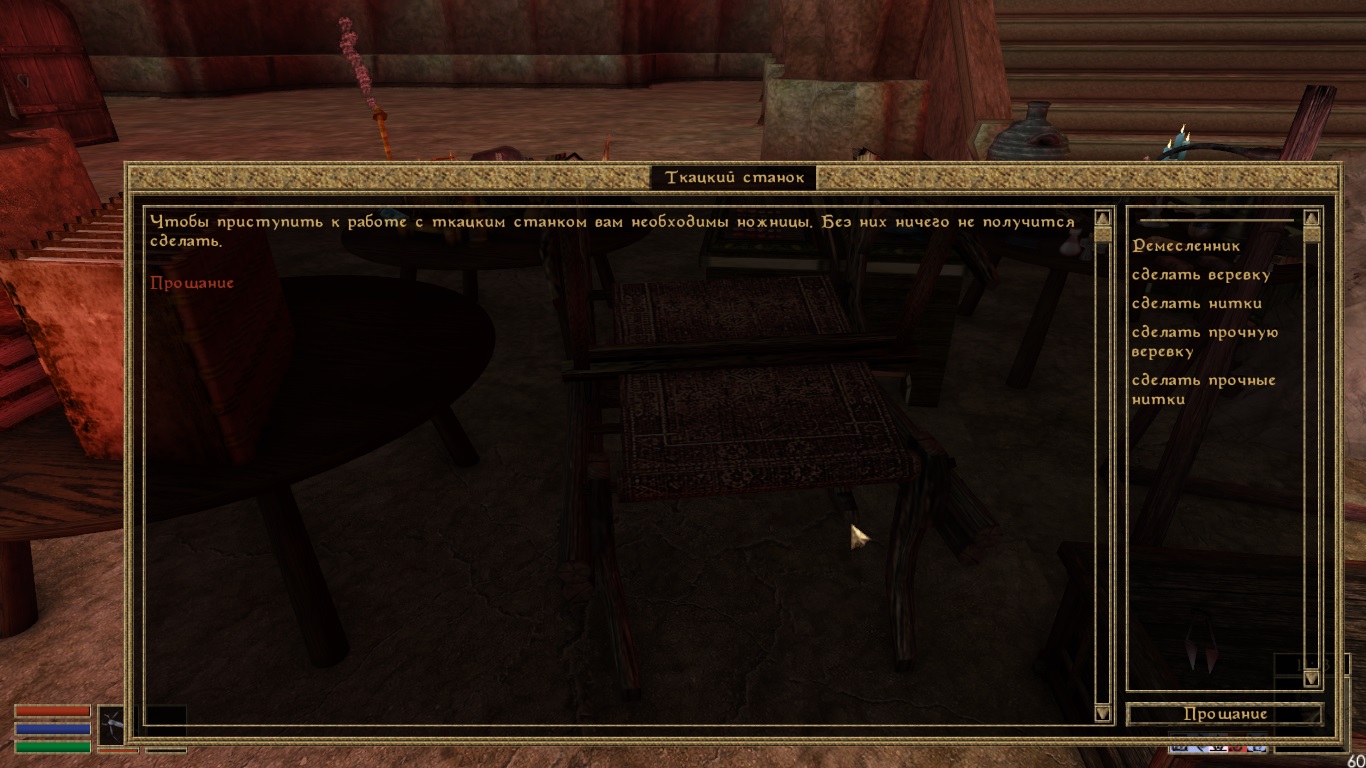 Ткацкий станок
Чтобы приступить к работе с ткацким станком вам необходимы ножницы. Без них ничего не получится
сделать.
Прощание
Ремесленник
сделать веревку
сделать нитки
сделать прочную
веревку
сделать прочные
нитки
Прощание
60